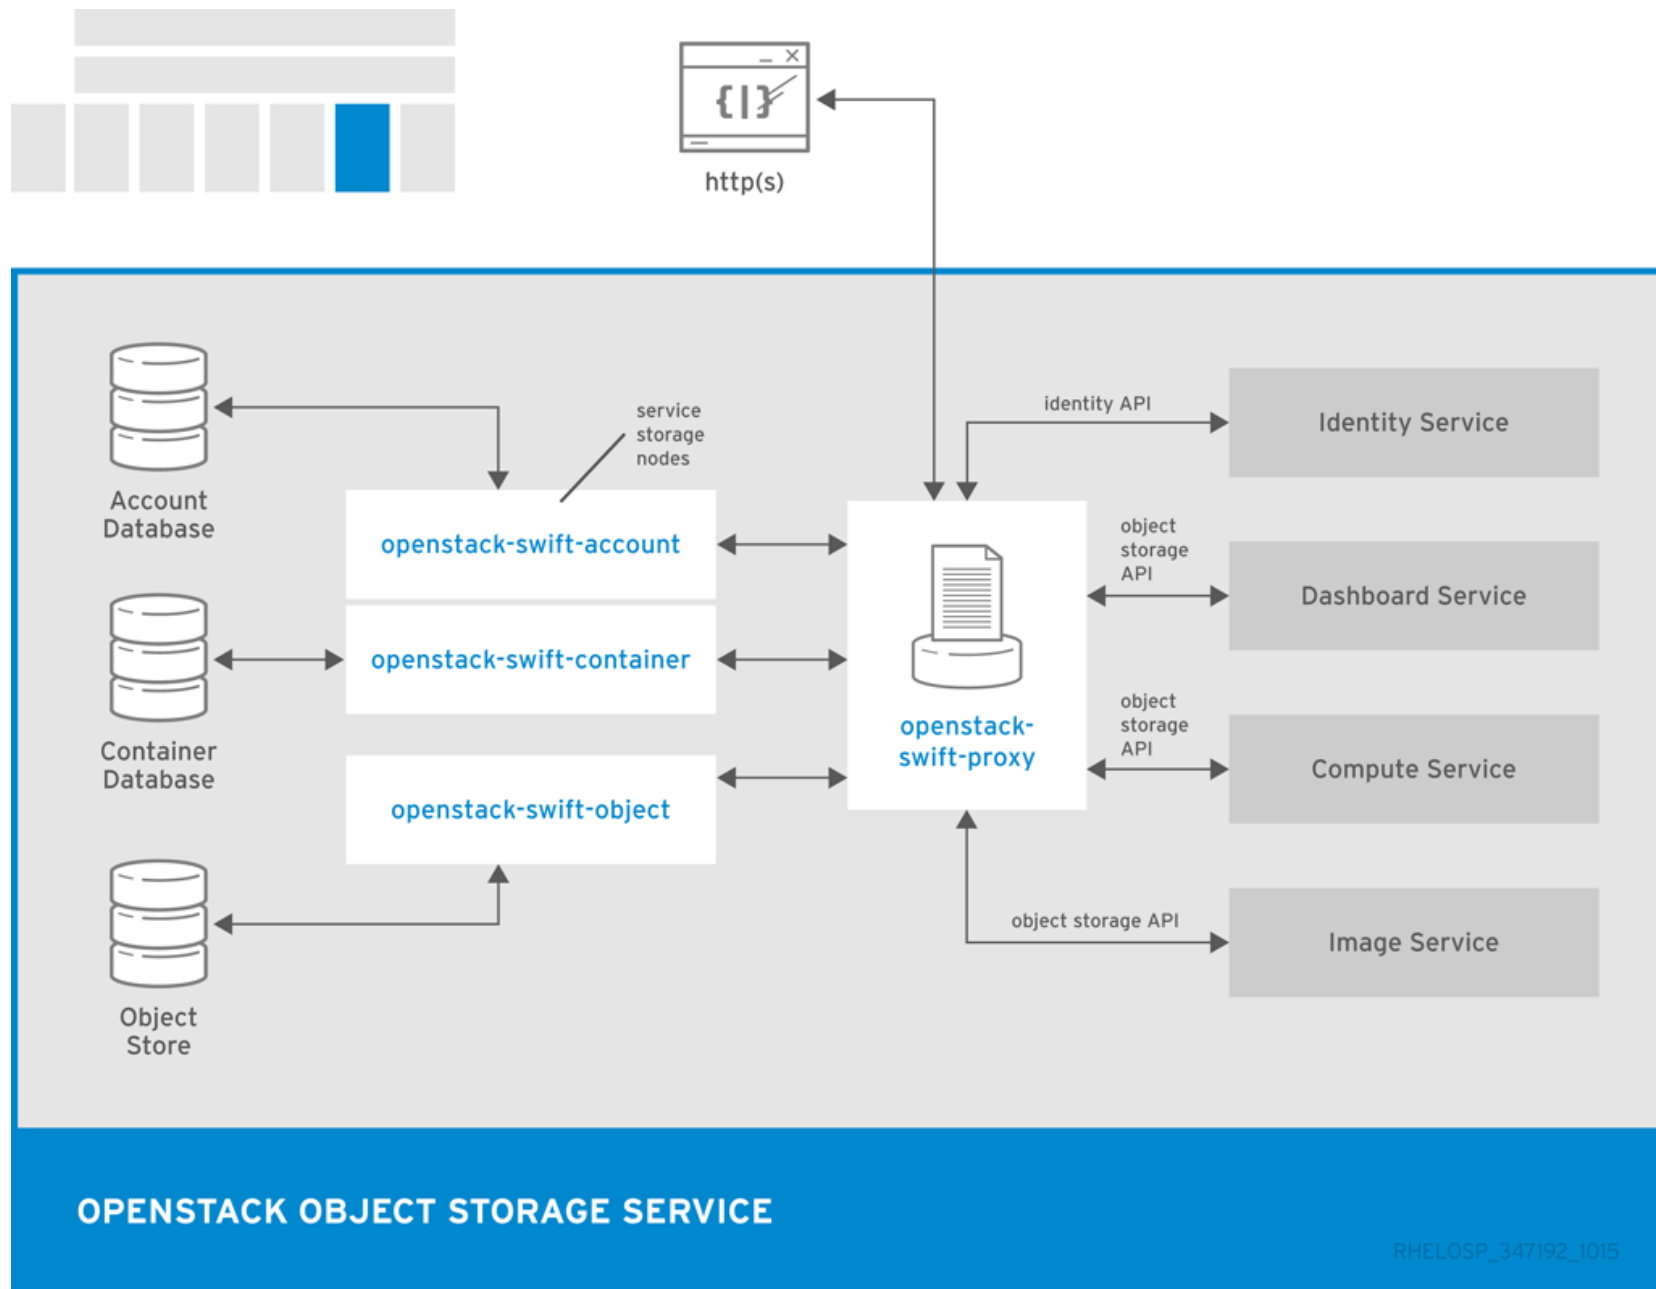 {|}
http(s)
Account
Database
service
storage
nodes
identity API
Identity Service
openstack-swift-account
object
storage
API
Dashboard Service
Container
Database
openstack-swift-container
openstack-
swift-proxy
object
storage
API
Compute Service
openstack-swift-object
object storage API
Image Service
Object
Store
OPENSTACK OBJECT STORAGE SERVICE
RHELOSP_347192_1015